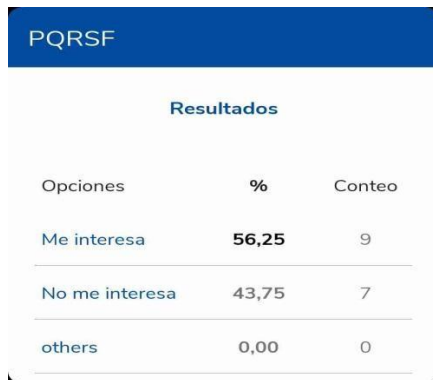 PQRSF
Resultados
Opciones % Conteo
Me interesa 56,25 9
No me interesa 43,75 7
others 0,00 0